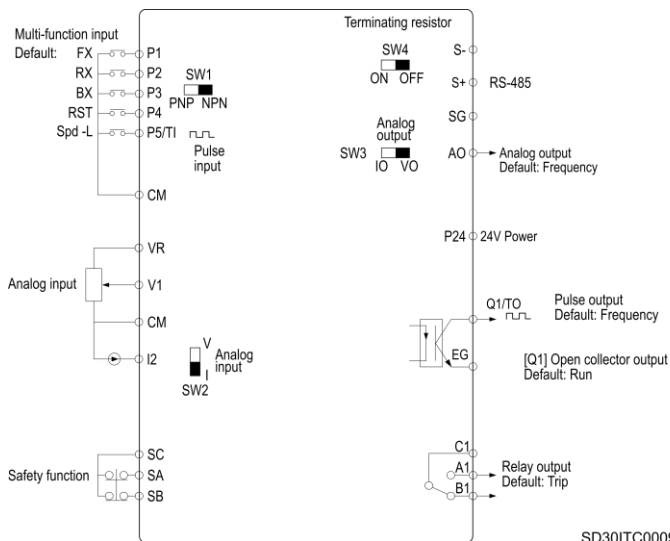 Multi-function input
Default: FX
P1
RX
P2
BX
P3
RST
P4
Spd -L
P5/TI
CM
SW1
PNP NPN
Pulse
input
Analog input
VR
V1
CM
I2
V
Analog
input
I
SW2
Safety function
SC
SA
SB
Terminating resistor
SW4
ON OFF
S-
S+
RS-485
SG
Analog
output
SW3
IO VO
AO
Analog output
Default: Frequency
P24
24V Power
Q1/TO
Pulse output
Default: Frequency
EG
[Q1] Open collector output
Default: Run
C1
A1
B1
Relay output
Default: Trip